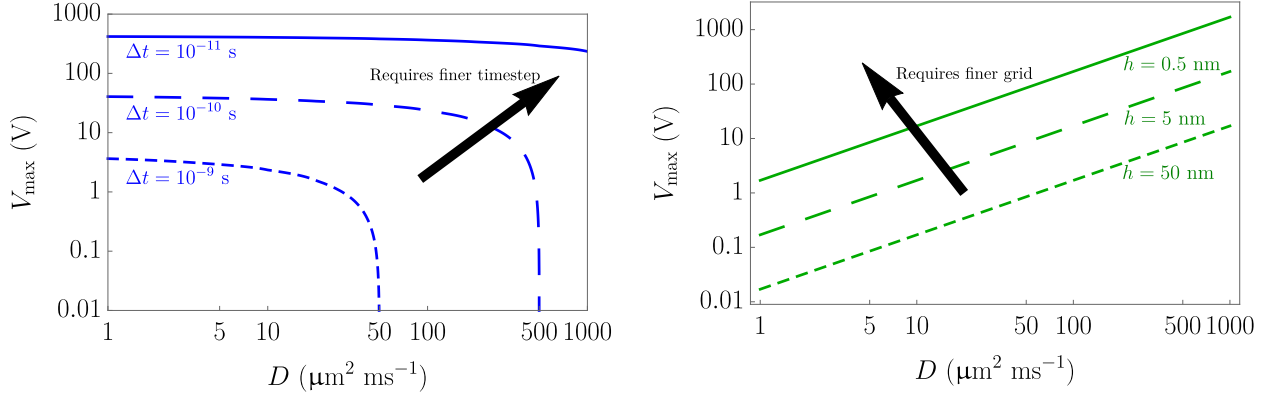 1000
100
10
1
0.1
0.01
V_max (V)
Δt = 10⁻¹¹ s
Δt = 10⁻¹⁰ s
Δt = 10⁻⁹ s
Requires finer timestep
1 5 10 50 100 500 1000
D (μm² ms⁻¹)
1000
100
10
1
0.1
0.01
V_max (V)
Requires finer grid
h = 0.5 nm
h = 5 nm
h = 50 nm
1 5 10 50 100 500 1000
D (μm² ms⁻¹)